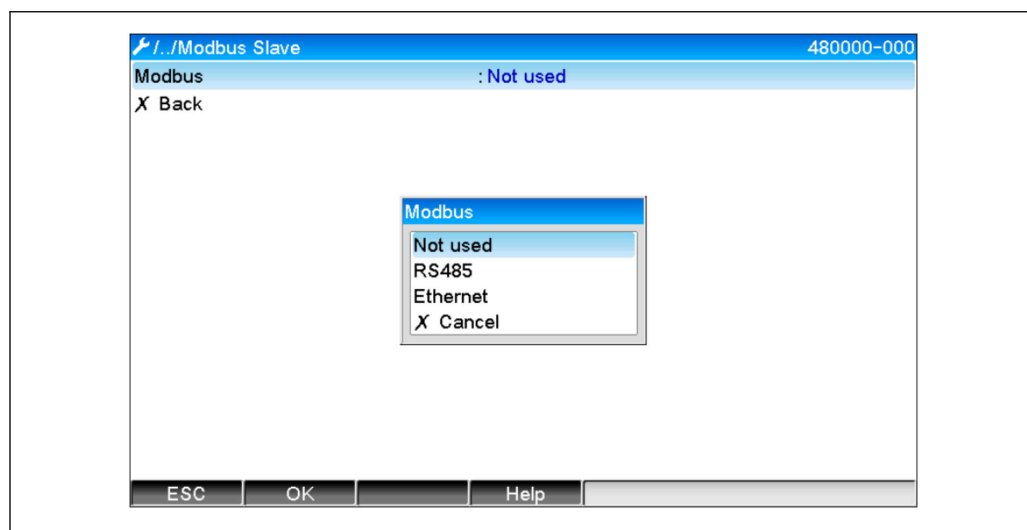 /../Modbus Slave 480000-000
Modbus : Not used
X Back
Modbus
Not used
RS485
Ethernet
X Cancel
ESC OK Help